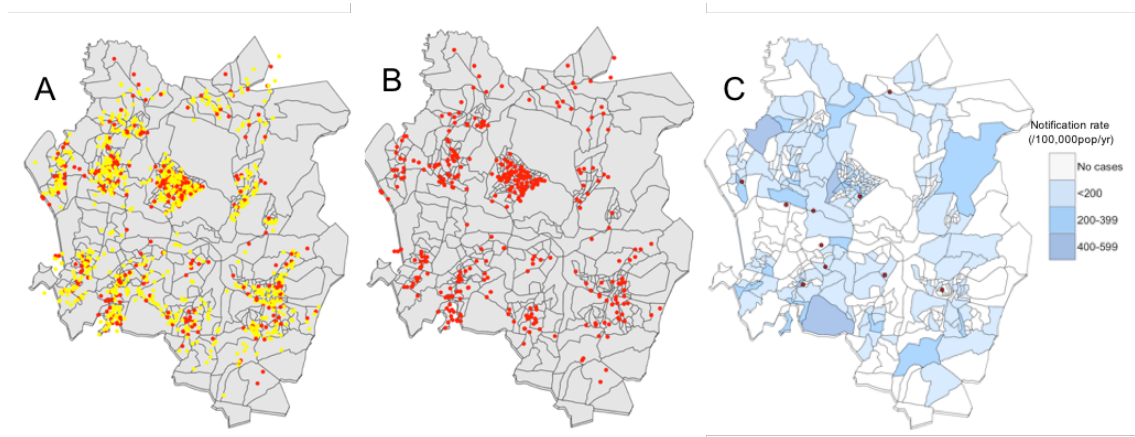 A
B
C
Notification rate
(/100,000pop/yr)
No cases
<200
200-399
400-599